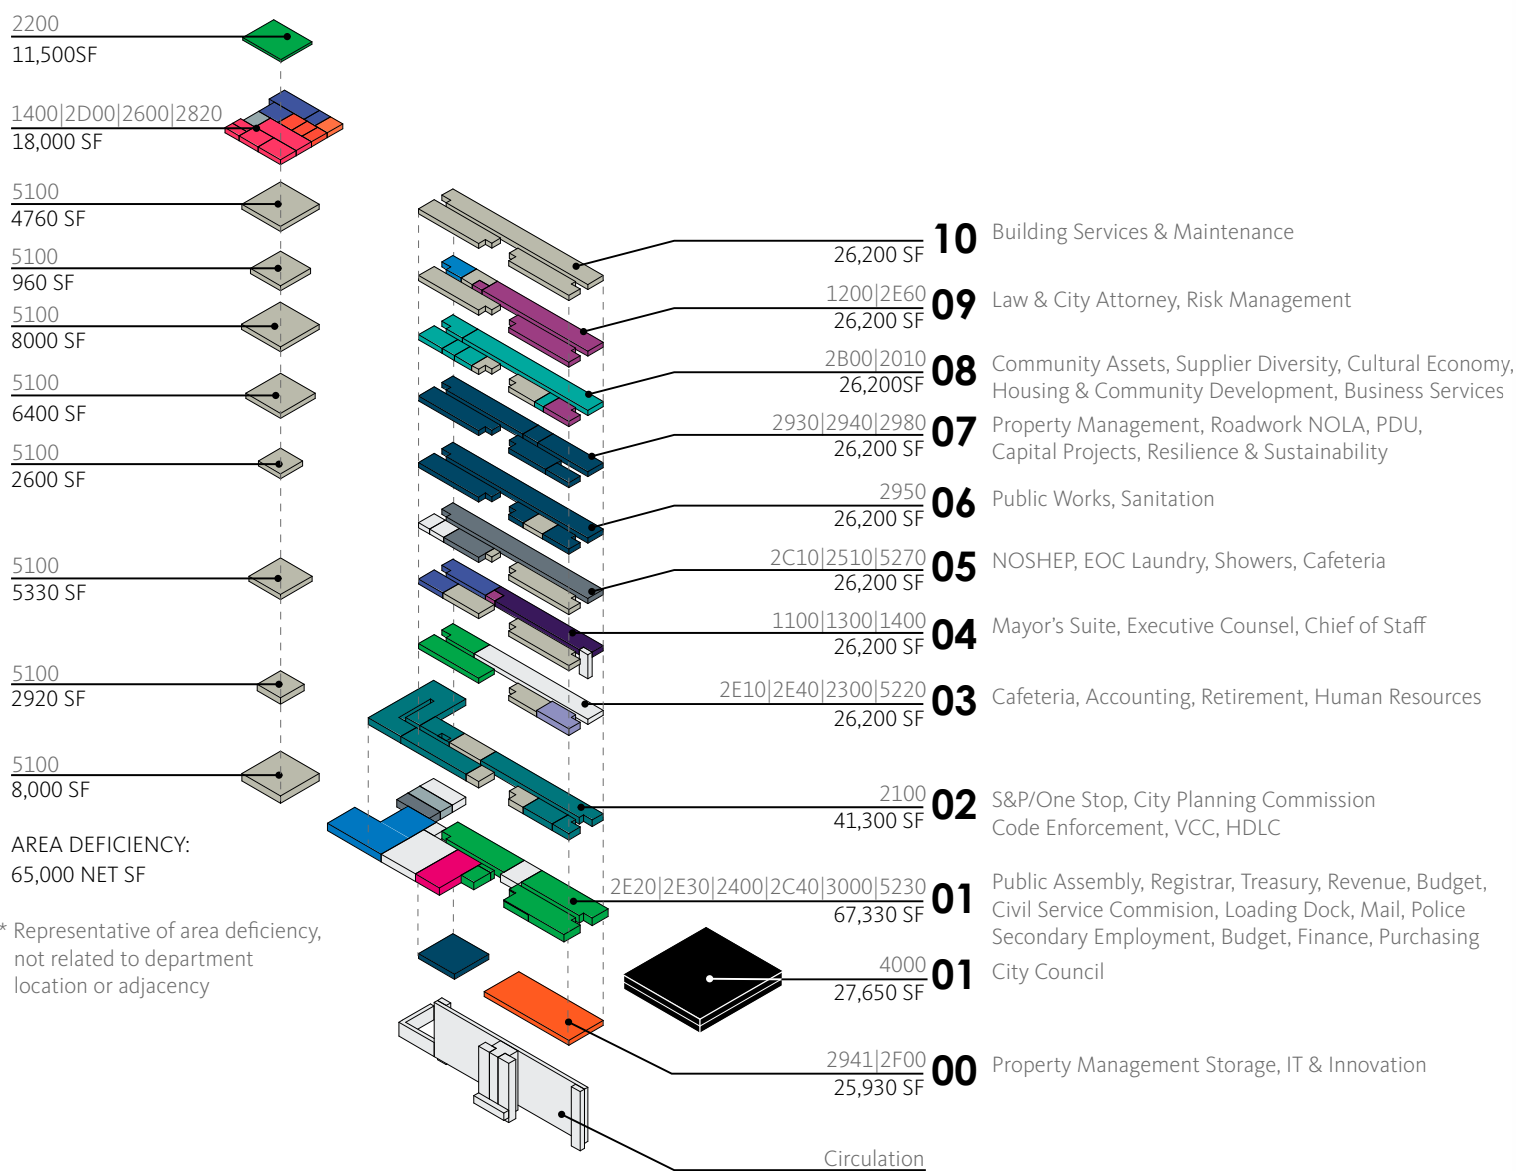 2200
11,500SF
1400|2D00|2600|2820
18,000 SF
5100
4760 SF
5100
960 SF
5100
8000 SF
5100
6400 SF
5100
2600 SF
5100
5330 SF
5100
2920 SF
5100
8,000 SF
AREA DEFICIENCY:
65,000 NET SF
* Representative of area deficiency,
not related to department
location or adjacency
26,200 SF
10 Building Services & Maintenance
1200|2E60
26,200 SF
09 Law & City Attorney, Risk Management
2B00|2010
26,200SF
08 Community Assets, Supplier Diversity, Cultural Economy,
Housing & Community Development, Business Services
2930|2940|2980
26,200 SF
07 Property Management, Roadwork NOLA, PDU,
Capital Projects, Resilience & Sustainability
2950
26,200 SF
06 Public Works, Sanitation
2C10|2510|5270
26,200 SF
05 NOSHEP, EOC Laundry, Showers, Cafeteria
1100|1300|1400
26,200 SF
04 Mayor's Suite, Executive Counsel, Chief of Staff
2E10|2E40|2300|5220
26,200 SF
03 Cafeteria, Accounting, Retirement, Human Resources
2100
41,300 SF
02 S&P/One Stop, City Planning Commission
Code Enforcement, VCC, HDLC
2E20|2E30|2400|2C40|3000|5230
67,330 SF
01 Public Assembly, Registrar, Treasury, Revenue, Budget,
Civil Service Commision, Loading Dock, Mail, Police
Secondary Employment, Budget, Finance, Purchasing
4000
27,650 SF
01 City Council
2941|2F00
25,930 SF
00 Property Management Storage, IT & Innovation
Circulation